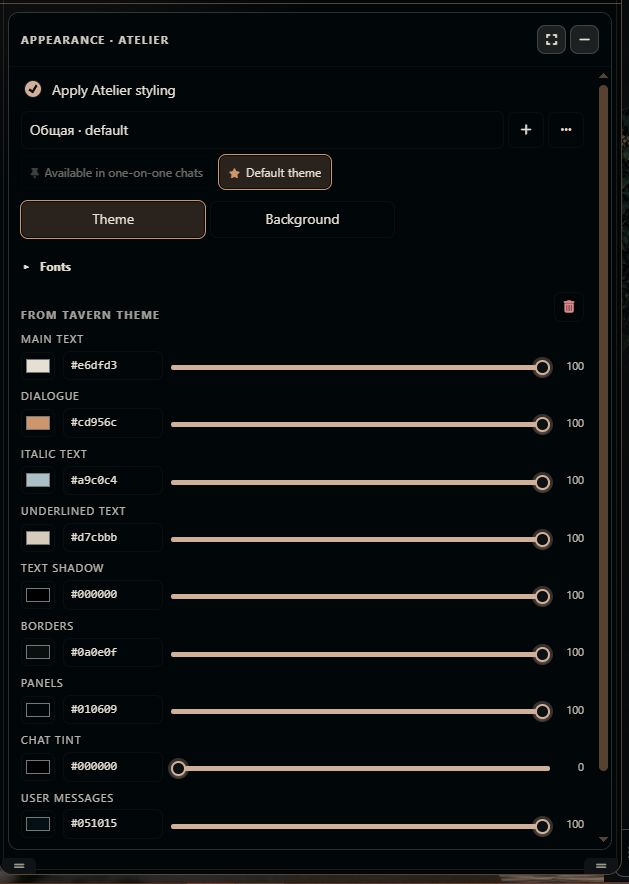 APPEARANCE · ATELIER
Apply Atelier styling
Общая · default
Available in one-on-one chats
Default theme
Theme
Background
Fonts
FROM TAVERN THEME
MAIN TEXT
#e6dfd3 100
DIALOGUE
#cd956c 100
ITALIC TEXT
#a9c0c4 100
UNDERLINED TEXT
#d7cbbb 100
TEXT SHADOW
#000000 100
BORDERS
#0a0e0f 100
PANELS
#010609 100
CHAT TINT
#000000 0
USER MESSAGES
#051015 100